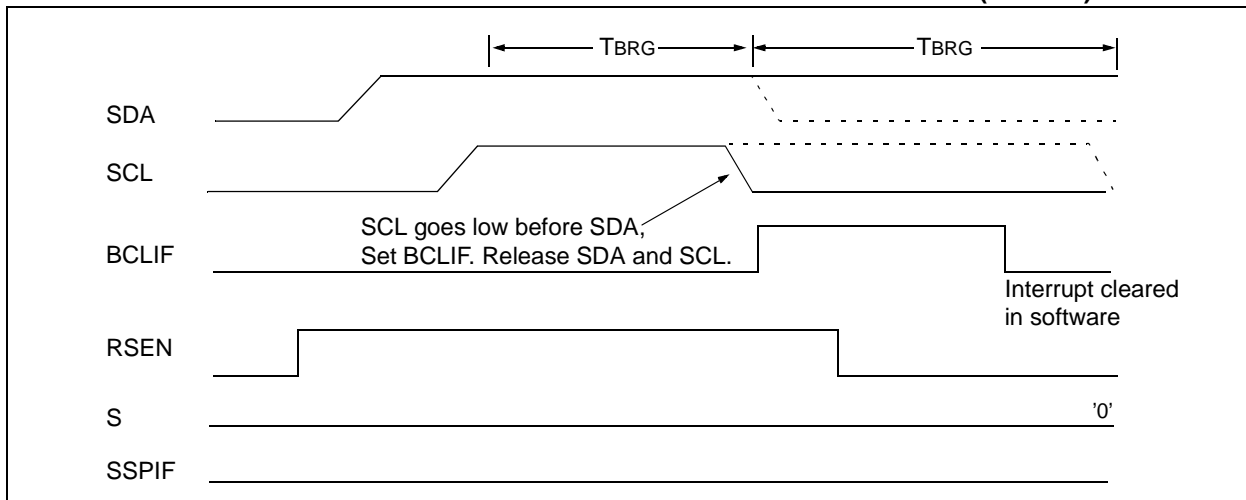 TBRG TBRG
SDA
SCL
SCL goes low before SDA,
Set BCLIF. Release SDA and SCL.
BCLIF
Interrupt cleared
in software
RSEN
S '0'
SSPIF